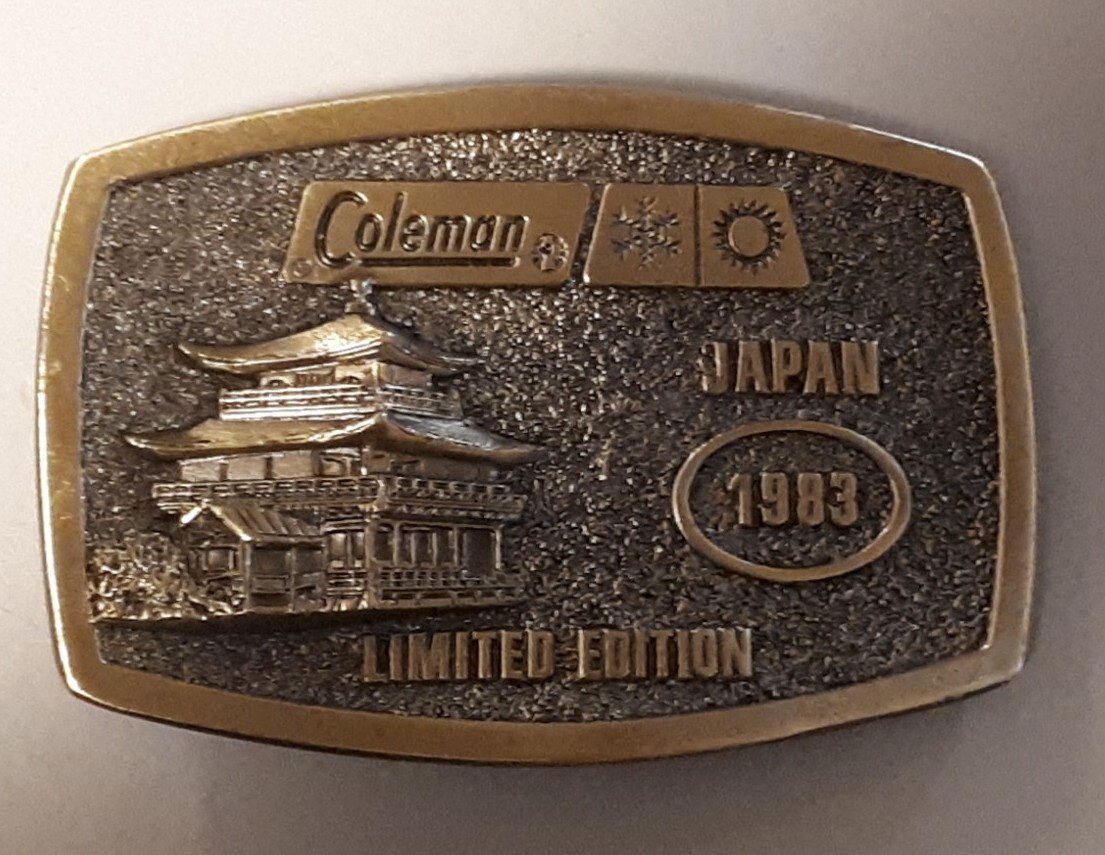 Coleman
JAPAN
1983
LIMITED EDITION